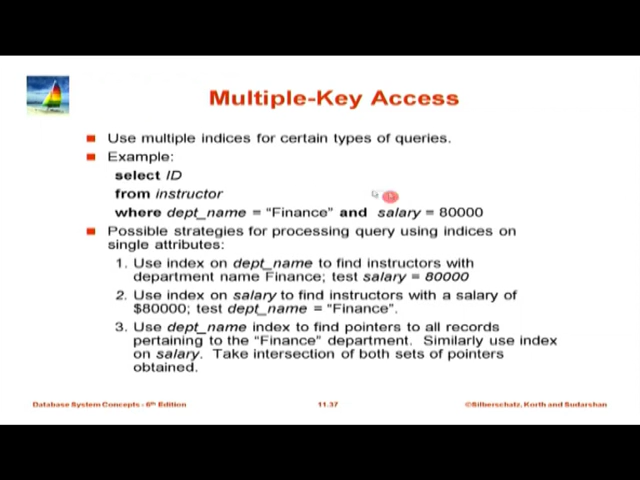 Multiple-Key Access
Use multiple indices for certain types of queries.
Example:
select ID
from instructor
where dept_name = “Finance” and salary = 80000
Possible strategies for processing query using indices on
single attributes:
1. Use index on dept_name to find instructors with
department name Finance; test salary = 80000
2. Use index on salary to find instructors with a salary of
$80000; test dept_name = “Finance”.
3. Use dept_name index to find pointers to all records
pertaining to the “Finance” department. Similarly use index
on salary. Take intersection of both sets of pointers
obtained.
Database System Concepts - 6th Edition
11.37
©Silberschatz, Korth and Sudarshan